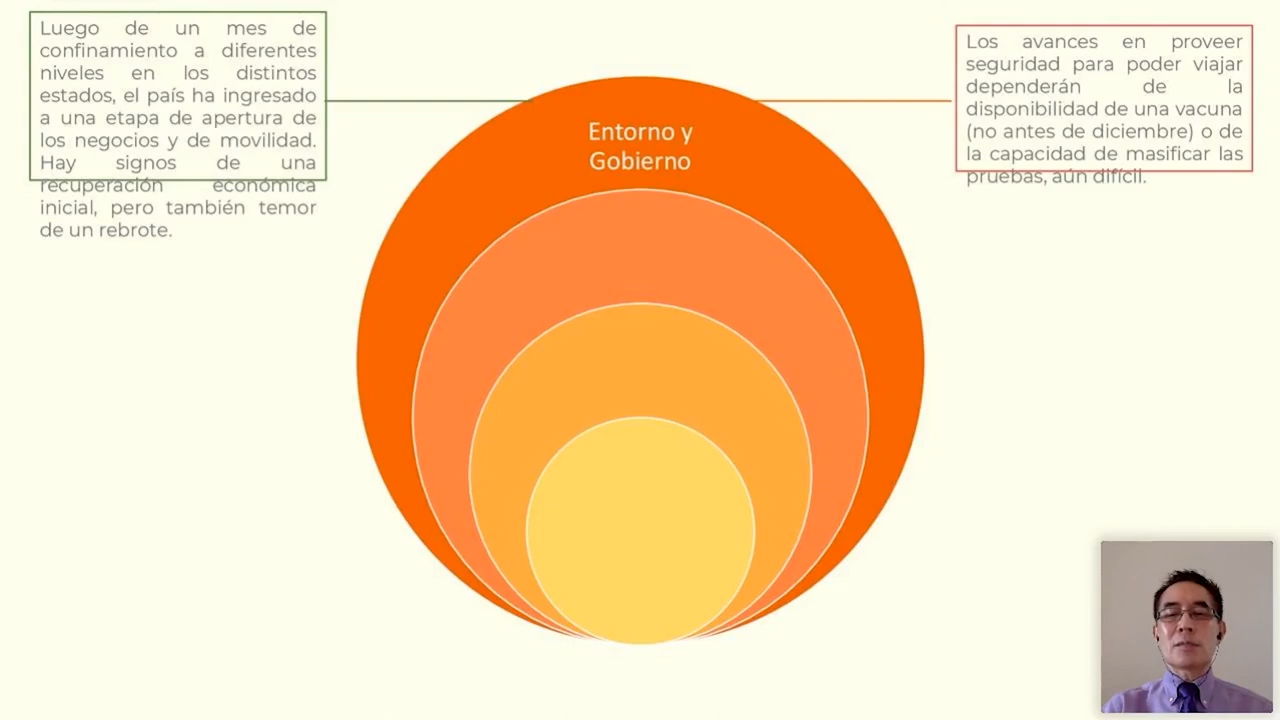 Luego de un mes de
confinamiento a diferentes
niveles en los distintos
estados, el país ha ingresado
a una etapa de apertura de
los negocios y de movilidad.
Hay signos de una
recuperación económica
inicial, pero también temor
de un rebrote.
Entorno y
Gobierno
Los avances en proveer
seguridad para poder viajar
dependerán de la
disponibilidad de una vacuna
(no antes de diciembre) o de
la capacidad de masificar las
pruebas, aún difícil.